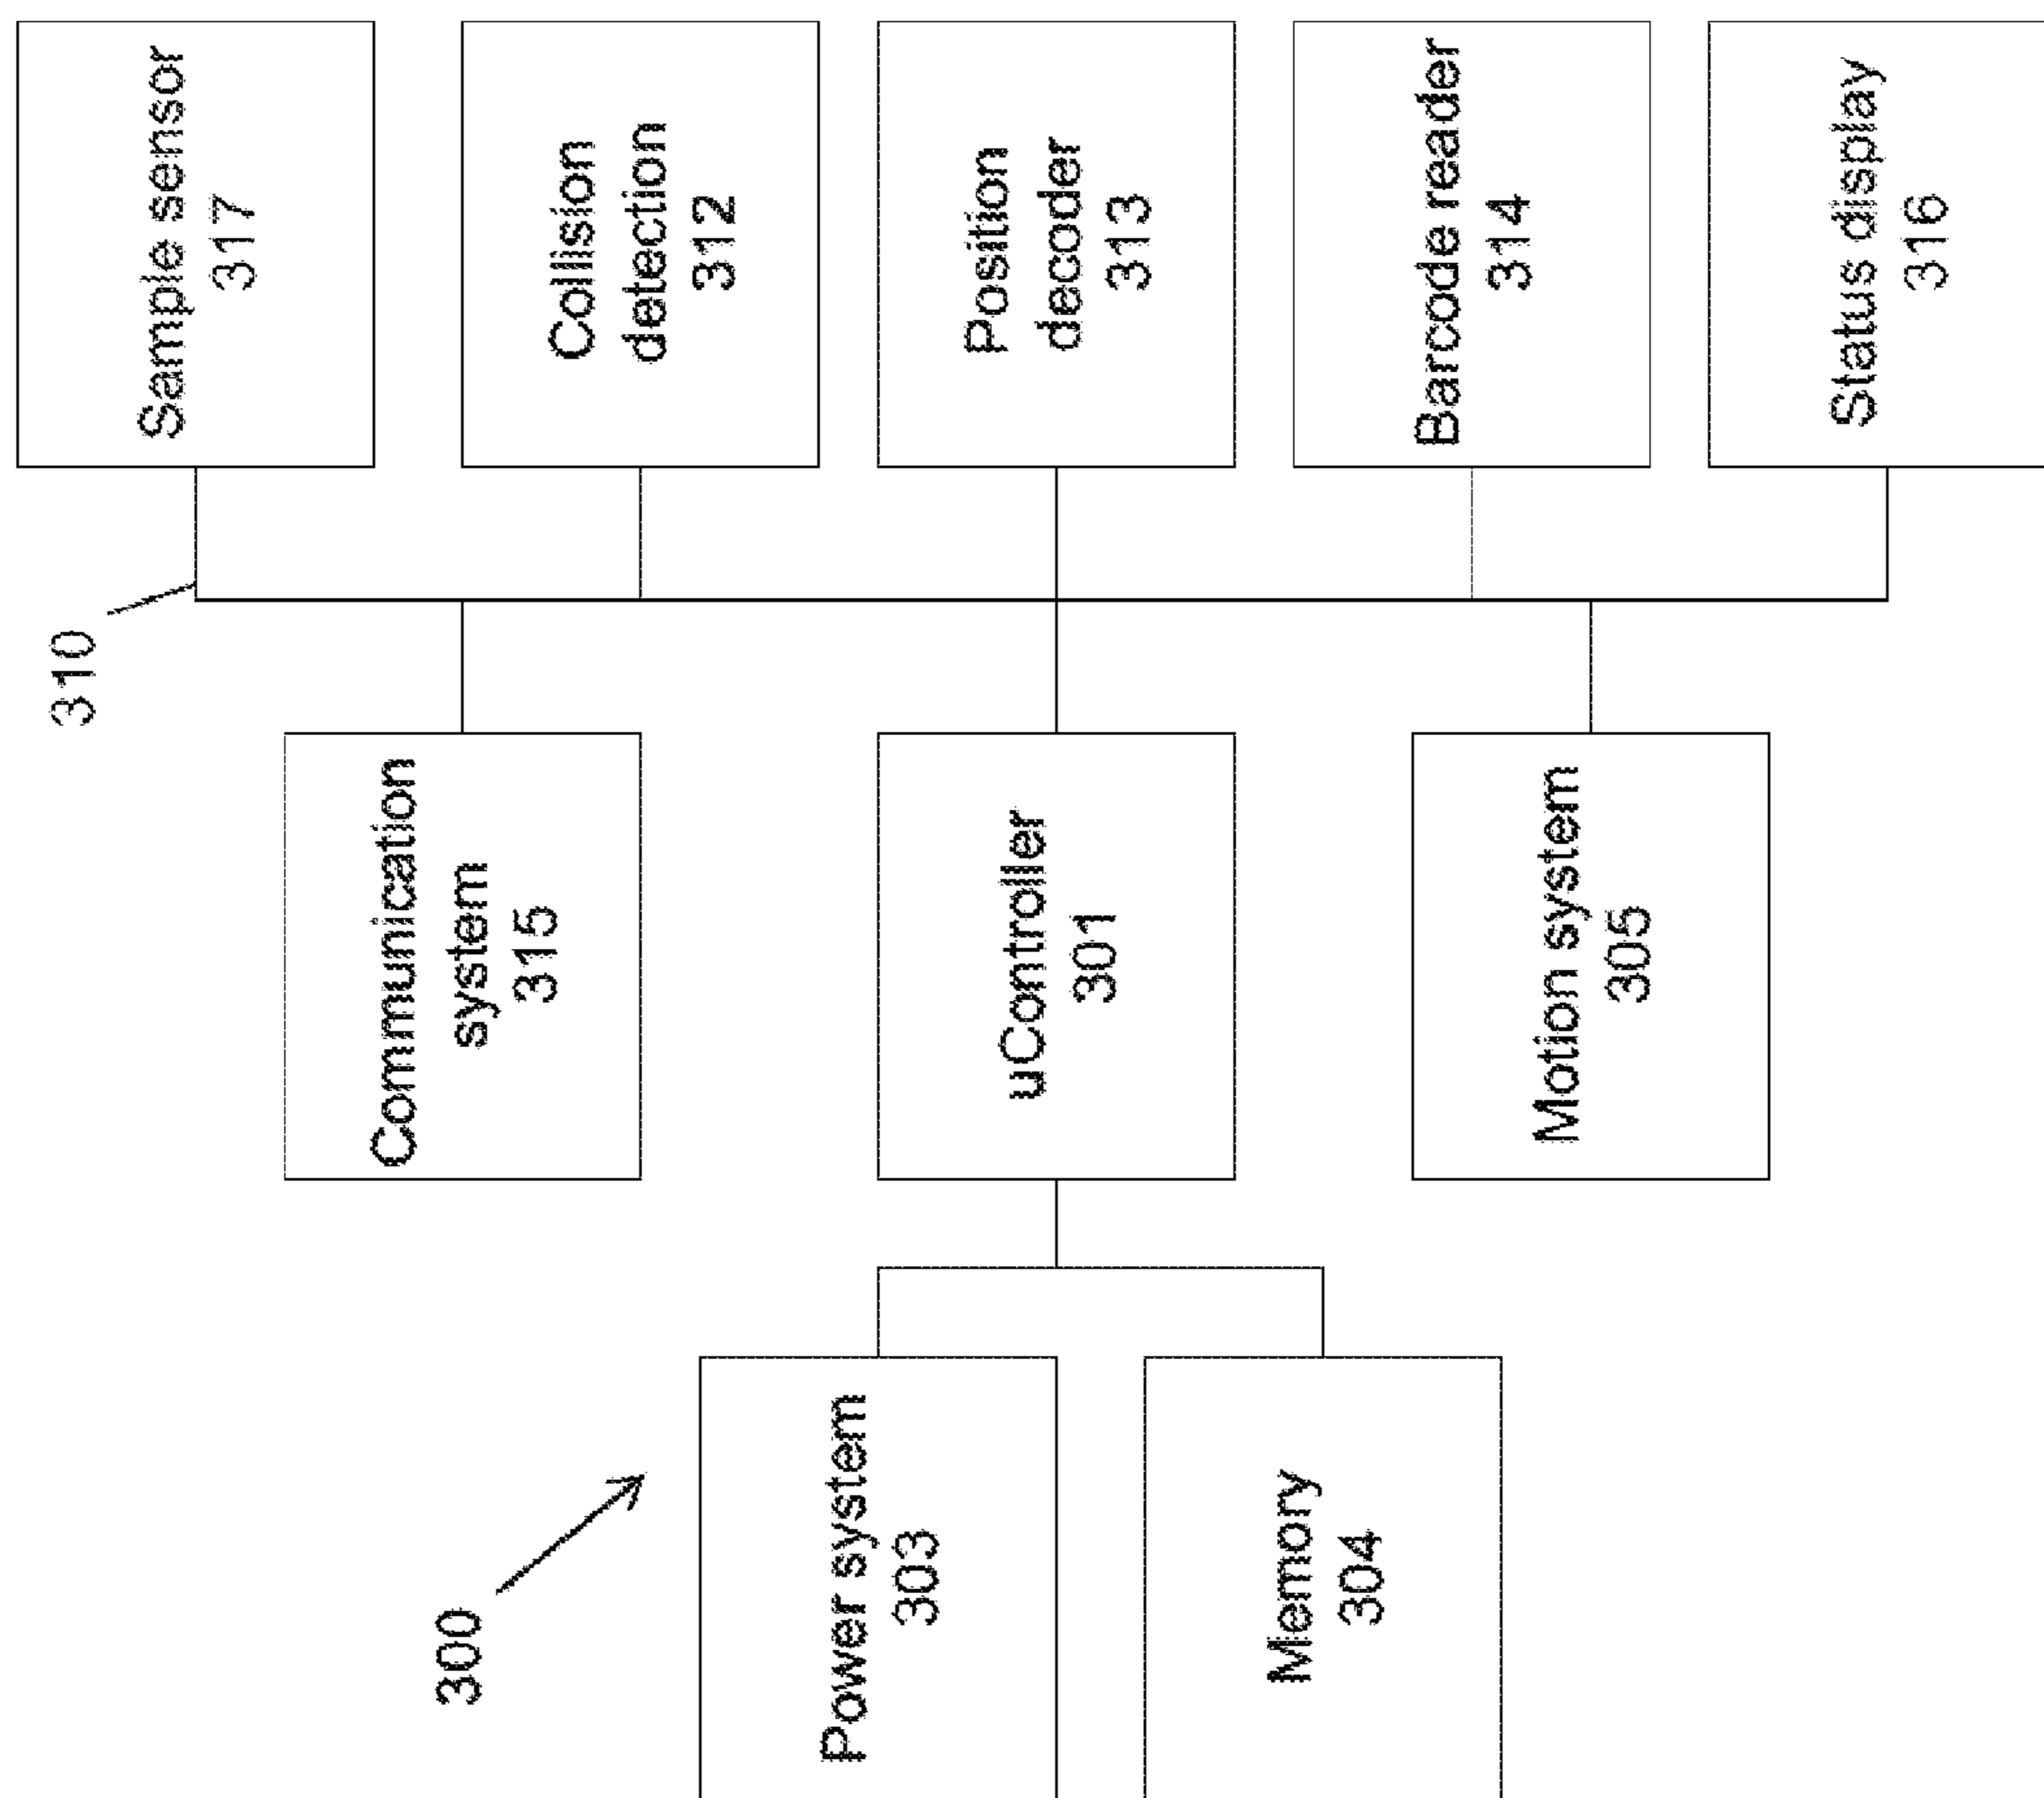 300
Power system
303
Memory
304
Communication
system
315
uController
301
Motion system
305
310
Sample sensor
317
Collision
detection
312
Position
decoder
313
Barcode reader
314
Status display
316